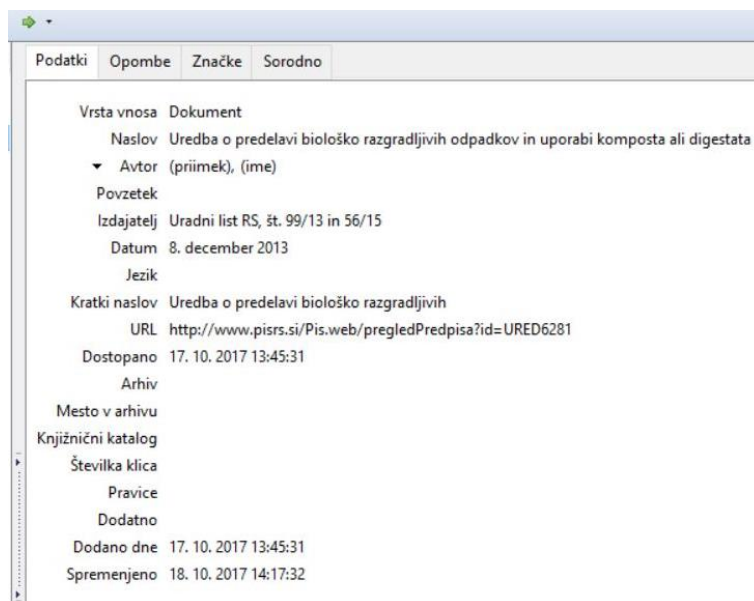 Podatki Opombe Značke Sorodno
Vrsta vnosa Dokument
Naslov Uredba o predelavi biološko razgradljivih odpadkov in uporabi komposta ali digestata
Avtor (priimek), (ime)
Povzetek
Izdajatelj Uradni list RS, št. 99/13 in 56/15
Datum 8. december 2013
Jezik
Kratki naslov Uredba o predelavi biološko razgradljivih
URL http://www.pisrs.si/Pis.web/pregledPredpisa?id=URED6281
Dostopano 17. 10. 2017 13:45:31
Arhiv
Mesto v arhivu
Knjižnični katalog
Številka klica
Pravice
Dodatno
Dodano dne 17. 10. 2017 13:45:31
Spremenjeno 18. 10. 2017 14:17:32